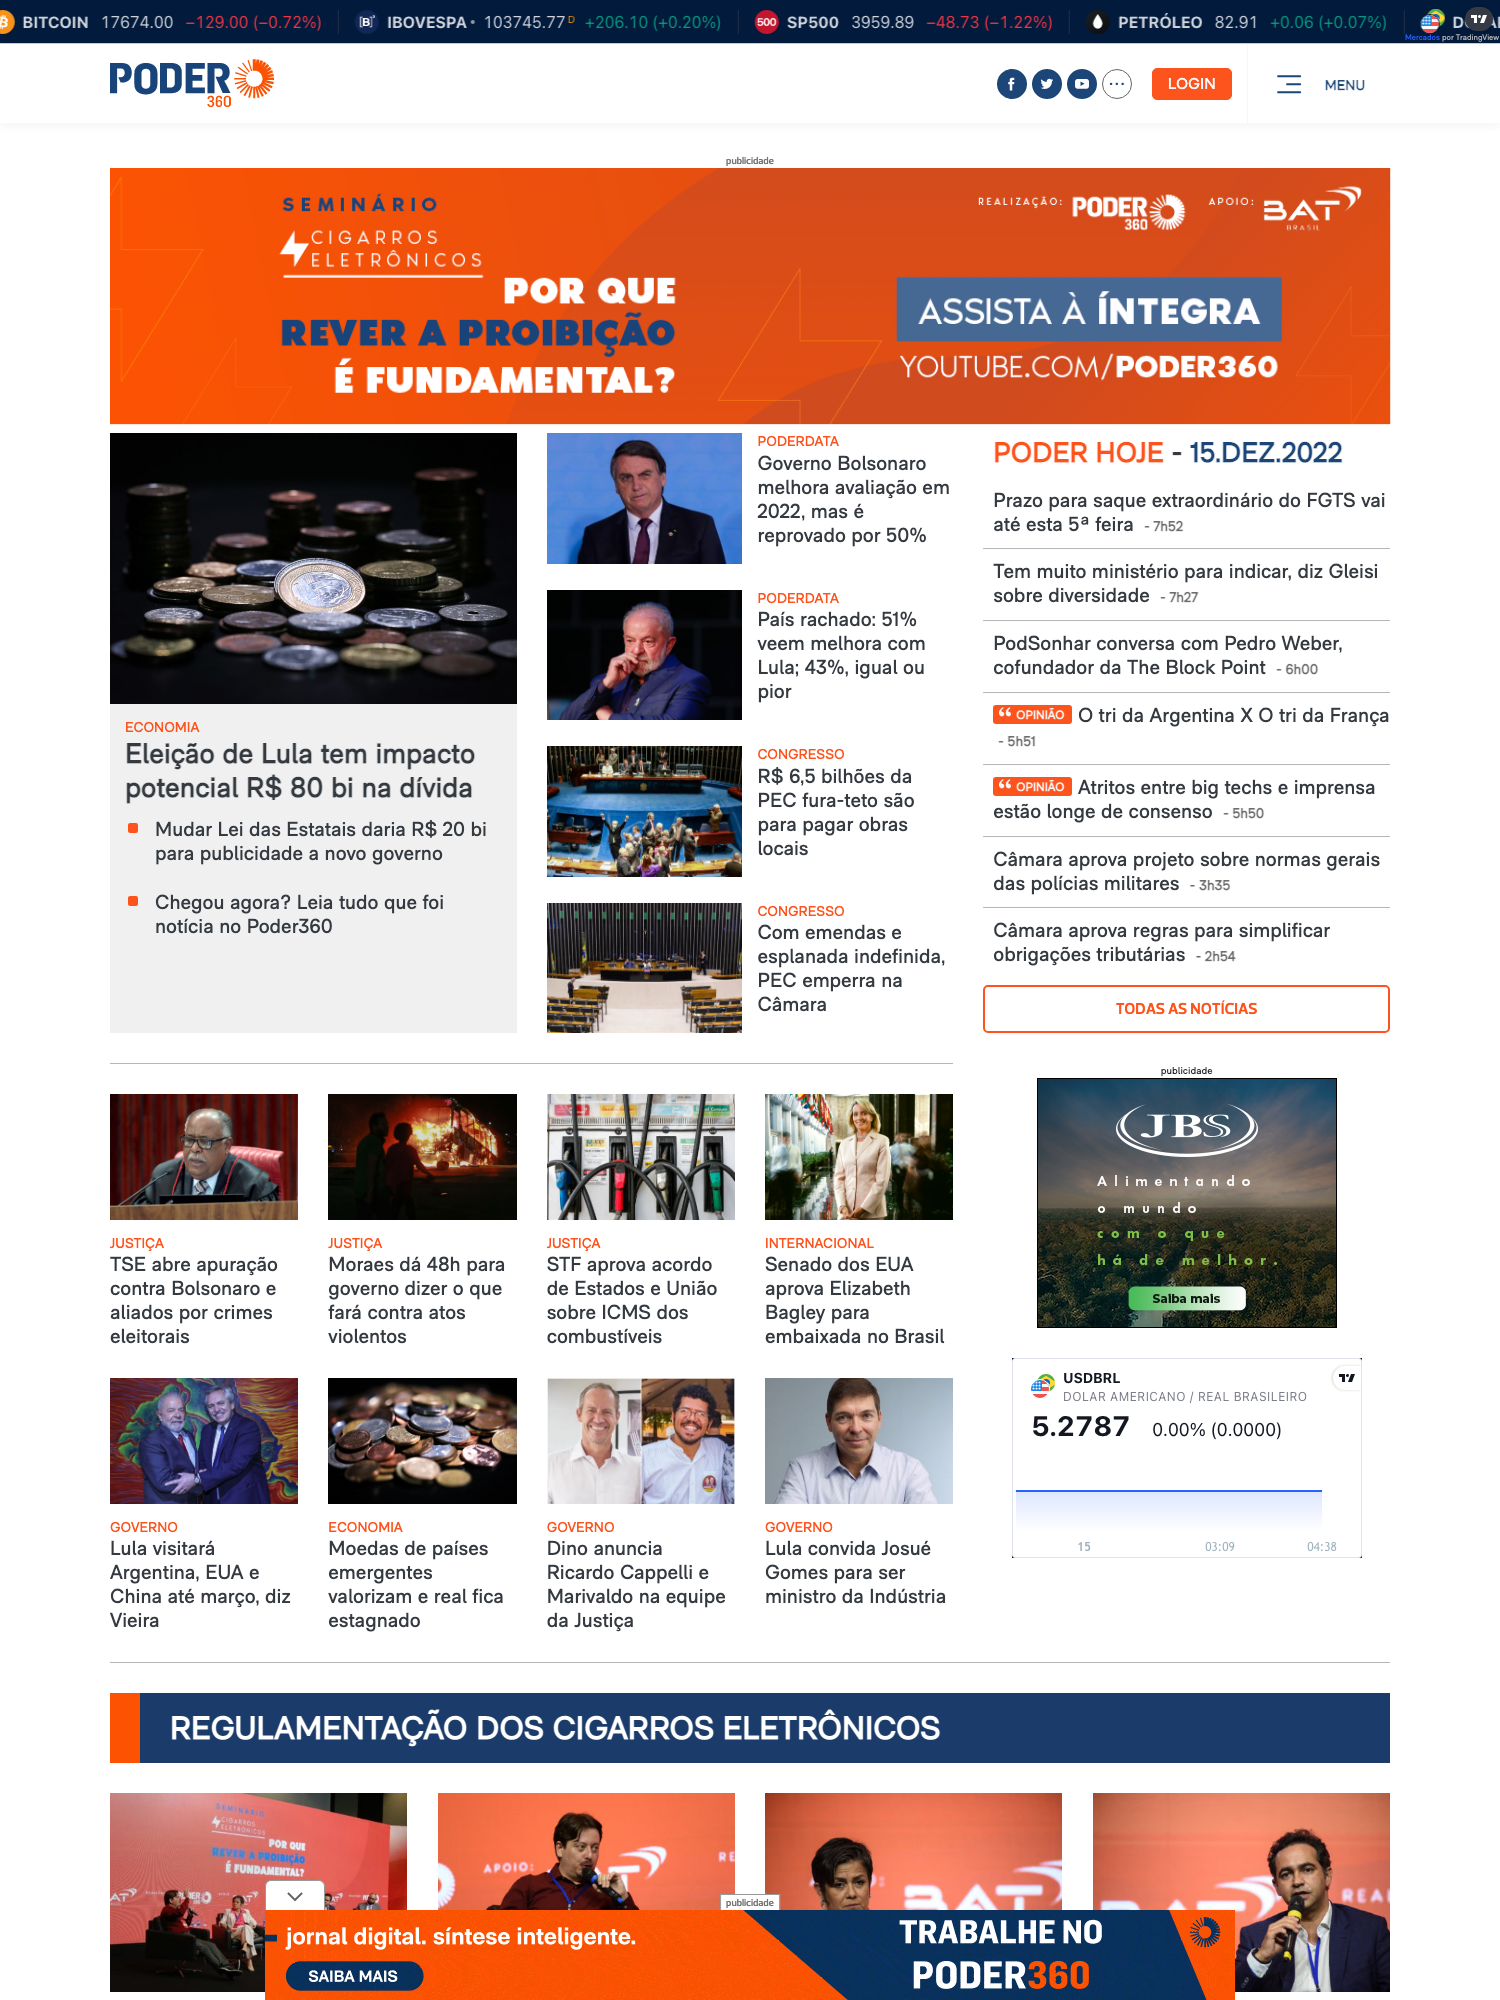 BITCOIN 17674.00 −129.00 (−0.72%) IBOVESPA • 103745.77 D +206.10 (+0.20%) 500 SP500 3959.89 −48.73 (−1.22%) PETRÓLEO 82.91 +0.06 (+0.07%)
Mercados por TradingView
PODER
360
LOGIN
MENU
publicidade
SEMINÁRIO
CIGARROS
ELETRÔNICOS
POR QUE
REVER A PROIBIÇÃO
É FUNDAMENTAL?
REALIZAÇÃO: PODER 360 APOIO: BAT
BRASIL
ASSISTA À ÍNTEGRA
YOUTUBE.COM/PODER360
ECONOMIA
Eleição de Lula tem impacto
potencial R$ 80 bi na dívida
Mudar Lei das Estatais daria R$ 20 bi
para publicidade a novo governo
Chegou agora? Leia tudo que foi
notícia no Poder360
PODERDATA
Governo Bolsonaro
melhora avaliação em
2022, mas é
reprovado por 50%
PODERDATA
País rachado: 51%
veem melhora com
Lula; 43%, igual ou
pior
CONGRESSO
R$ 6,5 bilhões da
PEC fura-teto são
para pagar obras
locais
CONGRESSO
Com emendas e
esplanada indefinida,
PEC emperra na
Câmara
PODER HOJE - 15.DEZ.2022
Prazo para saque extraordinário do FGTS vai
até esta 5ª feira - 7h52
Tem muito ministério para indicar, diz Gleisi
sobre diversidade - 7h27
PodSonhar conversa com Pedro Weber,
cofundador da The Block Point - 6h00
“ OPINIÃO O tri da Argentina X O tri da França
- 5h51
“ OPINIÃO Atritos entre big techs e imprensa
estão longe de consenso - 5h50
Câmara aprova projeto sobre normas gerais
das polícias militares - 3h35
Câmara aprova regras para simplificar
obrigações tributárias - 2h54
TODAS AS NOTÍCIAS
JUSTIÇA
TSE abre apuração
contra Bolsonaro e
aliados por crimes
eleitorais
JUSTIÇA
Moraes dá 48h para
governo dizer o que
fará contra atos
violentos
JUSTIÇA
STF aprova acordo
de Estados e União
sobre ICMS dos
combustíveis
INTERNACIONAL
Senado dos EUA
aprova Elizabeth
Bagley para
embaixada no Brasil
publicidade
JBS
Alimentando
o mundo
com o que
há de melhor.
Saiba mais
GOVERNO
Lula visitará
Argentina, EUA e
China até março, diz
Vieira
ECONOMIA
Moedas de países
emergentes
valorizam e real fica
estagnado
GOVERNO
Dino anuncia
Ricardo Cappelli e
Marivaldo na equipe
da Justiça
GOVERNO
Lula convida Josué
Gomes para ser
ministro da Indústria
USDBRL
DOLAR AMERICANO / REAL BRASILEIRO
5.2787 0.00% (0.0000)
15 03:09 04:38
REGULAMENTAÇÃO DOS CIGARROS ELETRÔNICOS
SEMINÁRIO
CIGARROS
ELETRÔNICOS
POR QUE
REVER A PROIBIÇÃO
É FUNDAMENTAL?
APOIO:
BAT
publicidade
jornal digital. síntese inteligente.
SAIBA MAIS
TRABALHE NO
PODER360